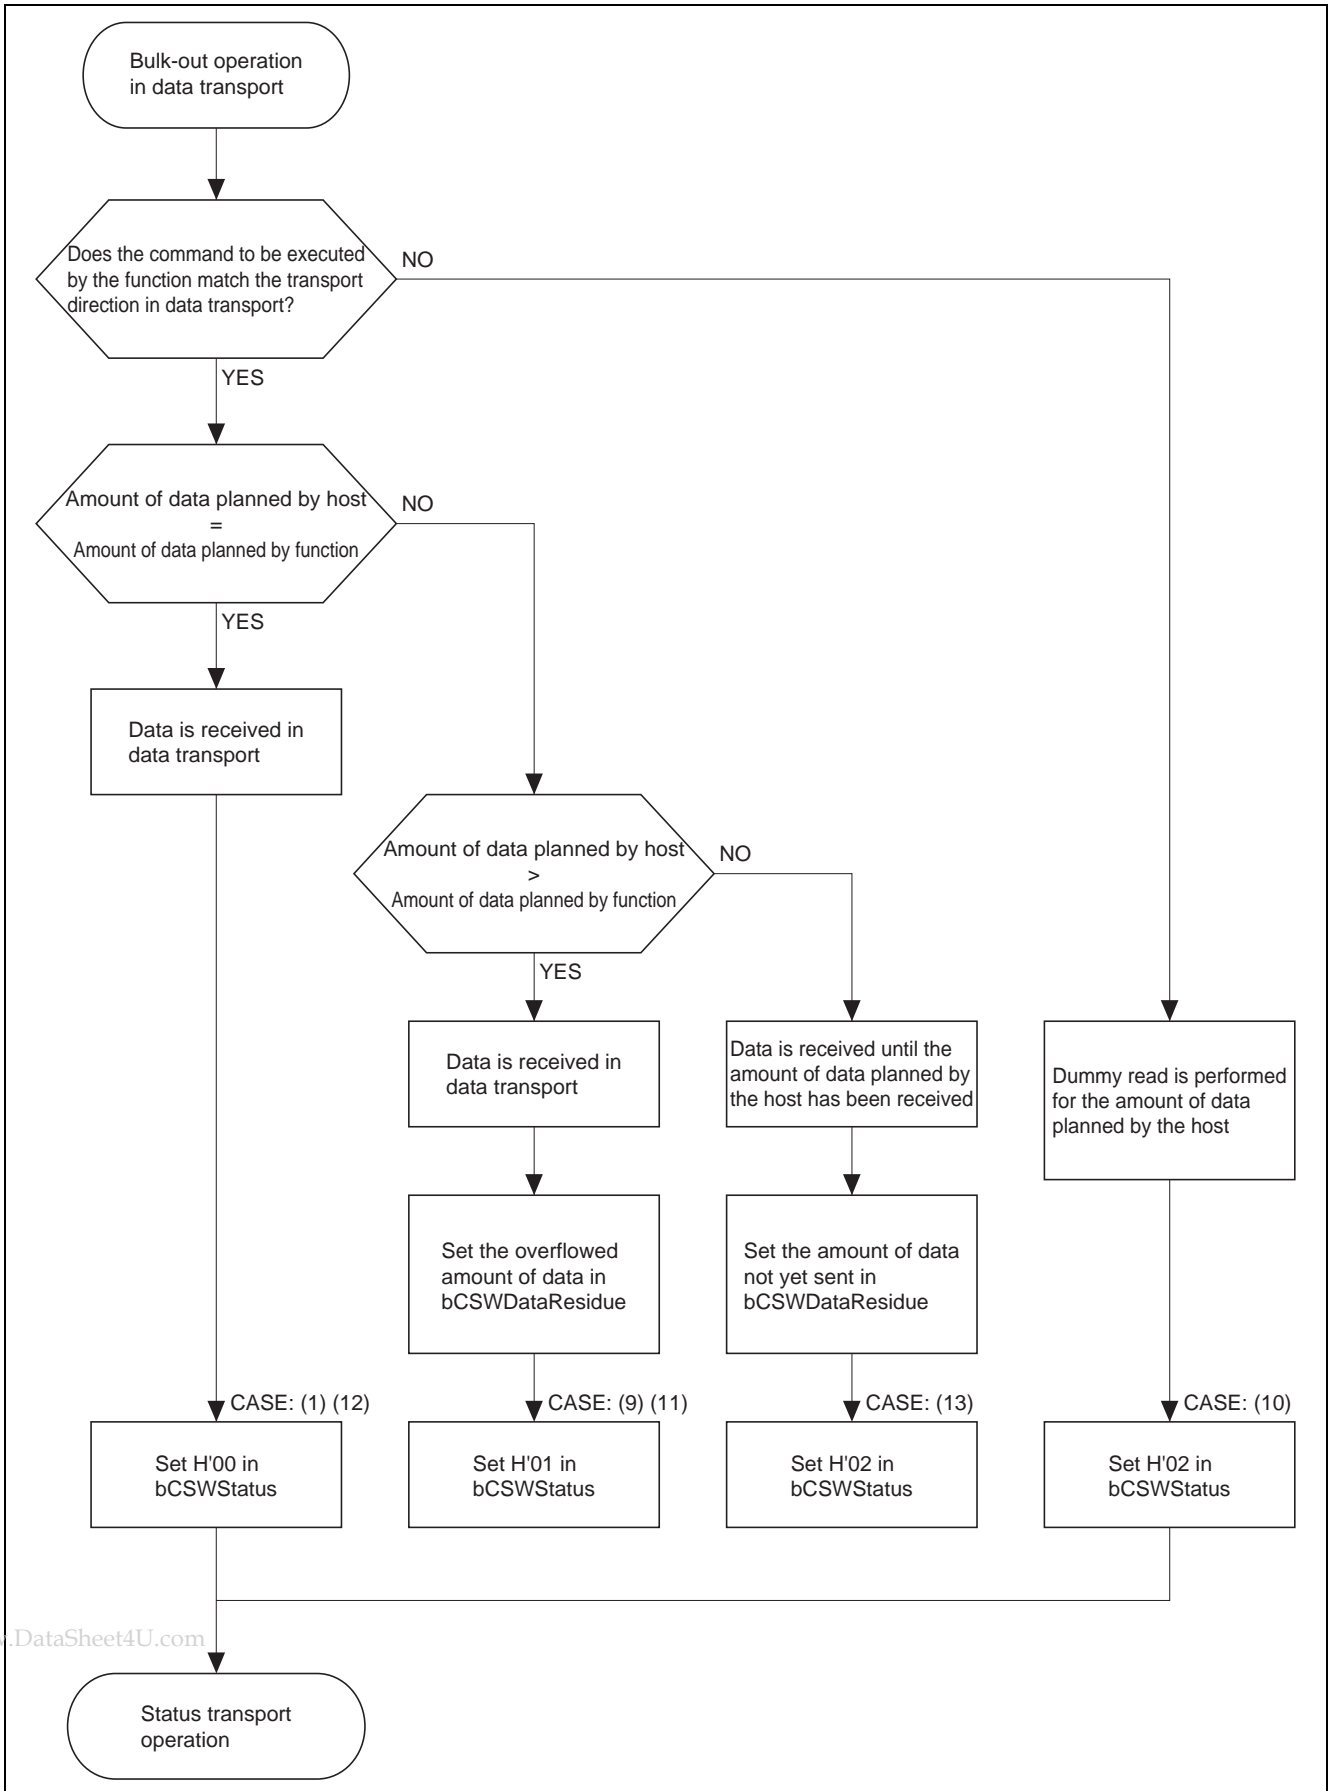 Bulk-out operation
in data transport
Does the command to be executed
by the function match the transport
direction in data transport?
NO
YES
Amount of data planned by host
=
Amount of data planned by function
NO
YES
Data is received in
data transport
Amount of data planned by host
>
Amount of data planned by function
NO
YES
Data is received in
data transport
Data is received until the
amount of data planned by
the host has been received
Dummy read is performed
for the amount of data
planned by the host
Set the overflowed
amount of data in
bCSWDataResidue
Set the amount of data
not yet sent in
bCSWDataResidue
CASE: (1) (12)
CASE: (9) (11)
CASE: (13)
CASE: (10)
Set H'00 in
bCSWStatus
Set H'01 in
bCSWStatus
Set H'02 in
bCSWStatus
Set H'02 in
bCSWStatus
.DataSheet4U.com
Status transport
operation